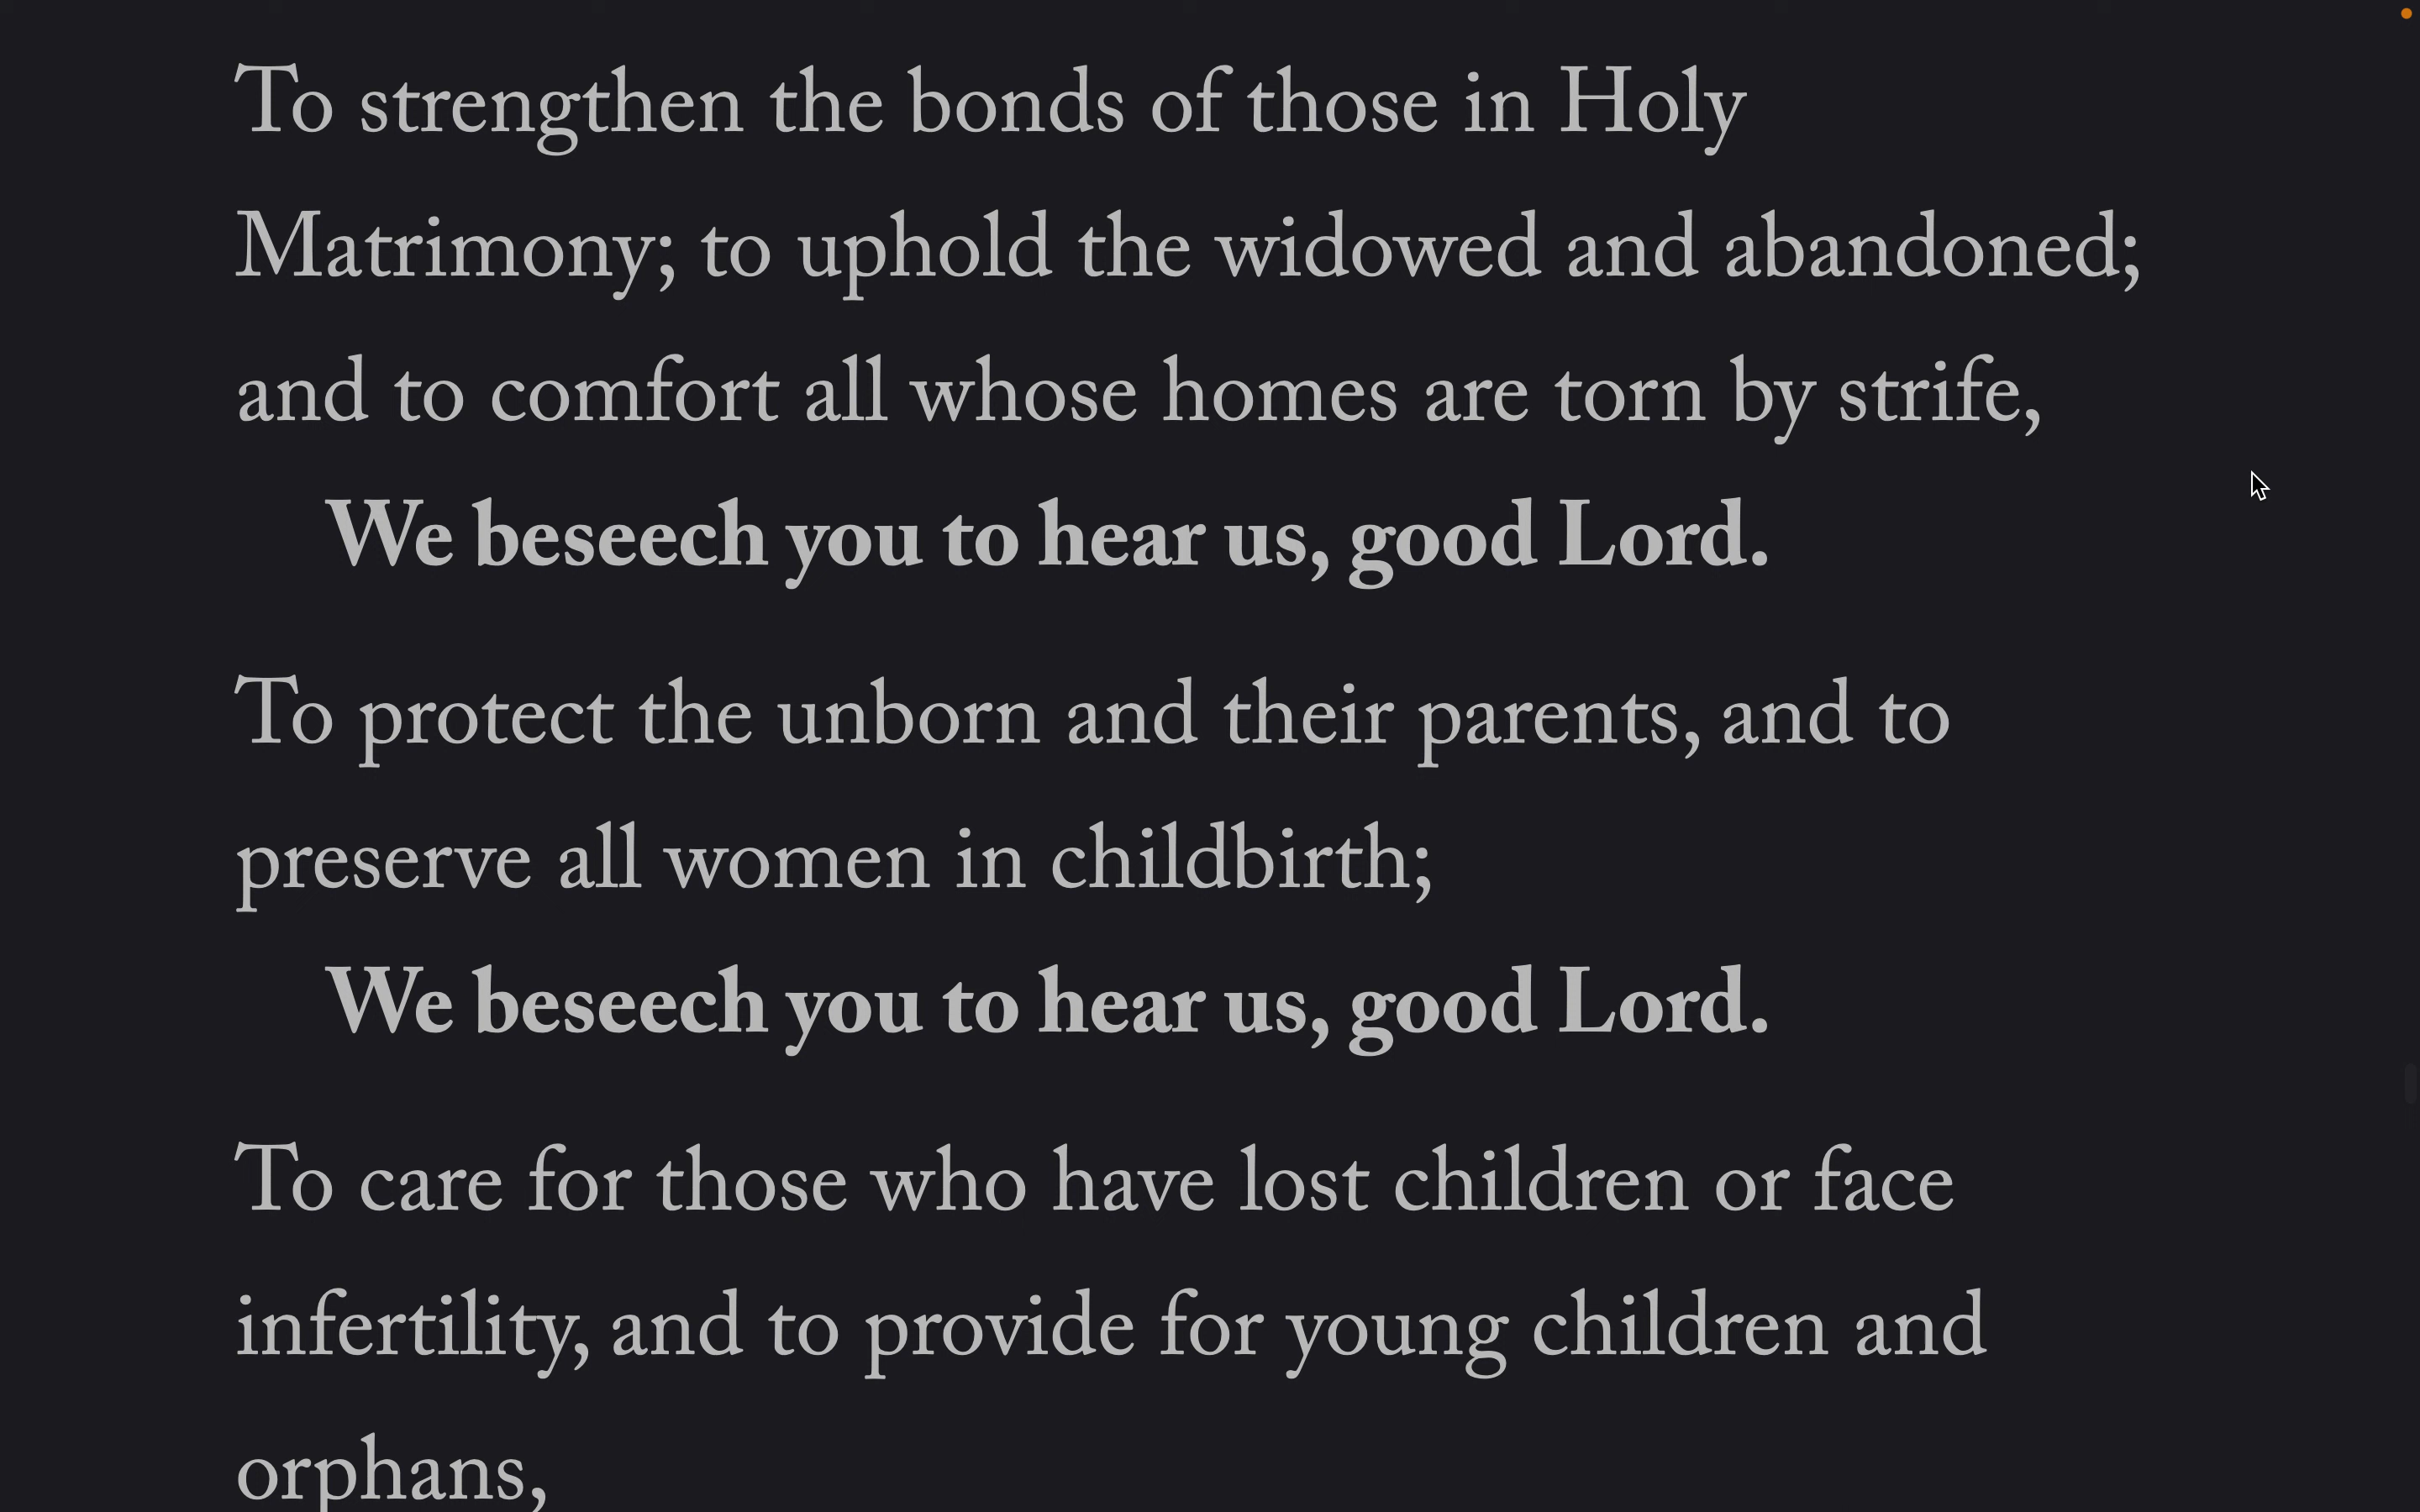 To strengthen the bonds of those in Holy
Matrimony; to uphold the widowed and abandoned;
and to comfort all whose homes are torn by strife,
We beseech you to hear us, good Lord.
To protect the unborn and their parents, and to
preserve all women in childbirth;
We beseech you to hear us, good Lord.
To care for those who have lost children or face
infertility, and to provide for young children and
orphans,